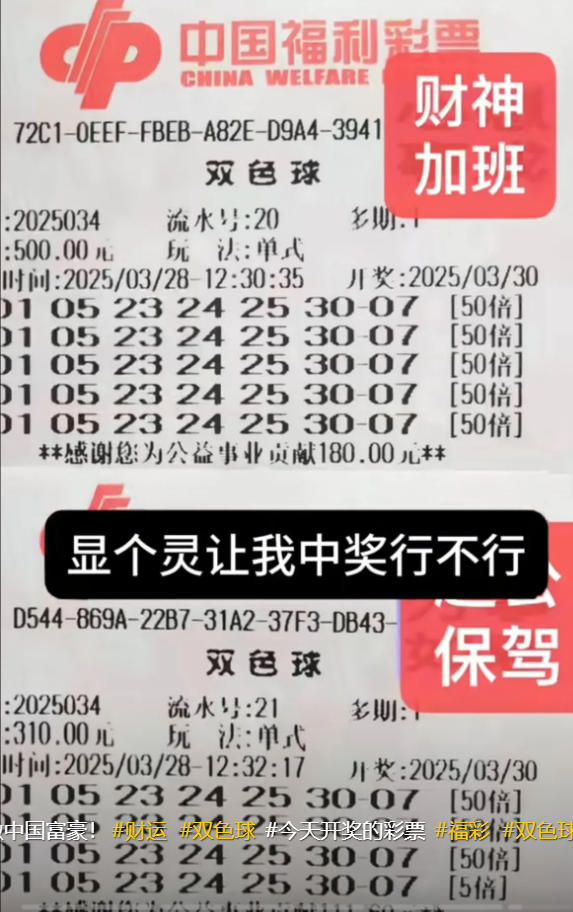 中国福利彩票
CHINA WELFARE
财神
加班
72C1-0EEF-FBEB-A82E-D9A4-3941
双色球
:2025034 流水号:20 多期:1
:500.00元 玩 法:单式
时间:2025/03/28-12:30:35 开奖:2025/03/30
01 05 23 24 25 30-07 [50倍]
01 05 23 24 25 30-07 [50倍]
01 05 23 24 25 30-07 [50倍]
01 05 23 24 25 30-07 [50倍]
01 05 23 24 25 30-07 [50倍]
**感谢您为公益事业贡献180.00元**
显个灵让我中奖行不行
保驾
D544-869A-22B7-31A2-37F3-DB43-
双色球
:2025034 流水号:21 多期:1
:310.00元 玩 法:单式
时间:2025/03/28-12:32:17 开奖:2025/03/30
01 05 23 24 25 30-07 [50倍]
中国富豪! #财运 #双色球 #今天开奖的彩票 #福彩 #双色球
01 05 23 24 25 30-07 [50倍]
01 05 23 24 25 30-07 [5倍]